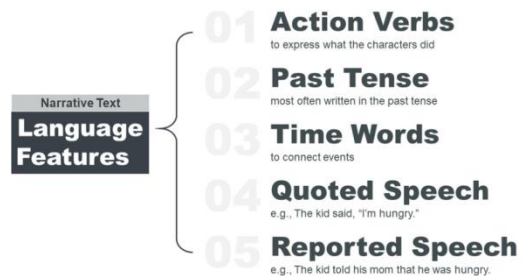 Narrative Text
Language
Features
01 Action Verbs
to express what the characters did
02 Past Tense
most often written in the past tense
03 Time Words
to connect events
04 Quoted Speech
e.g., The kid said, “I’m hungry.”
05 Reported Speech
e.g., The kid told his mom that he was hungry.